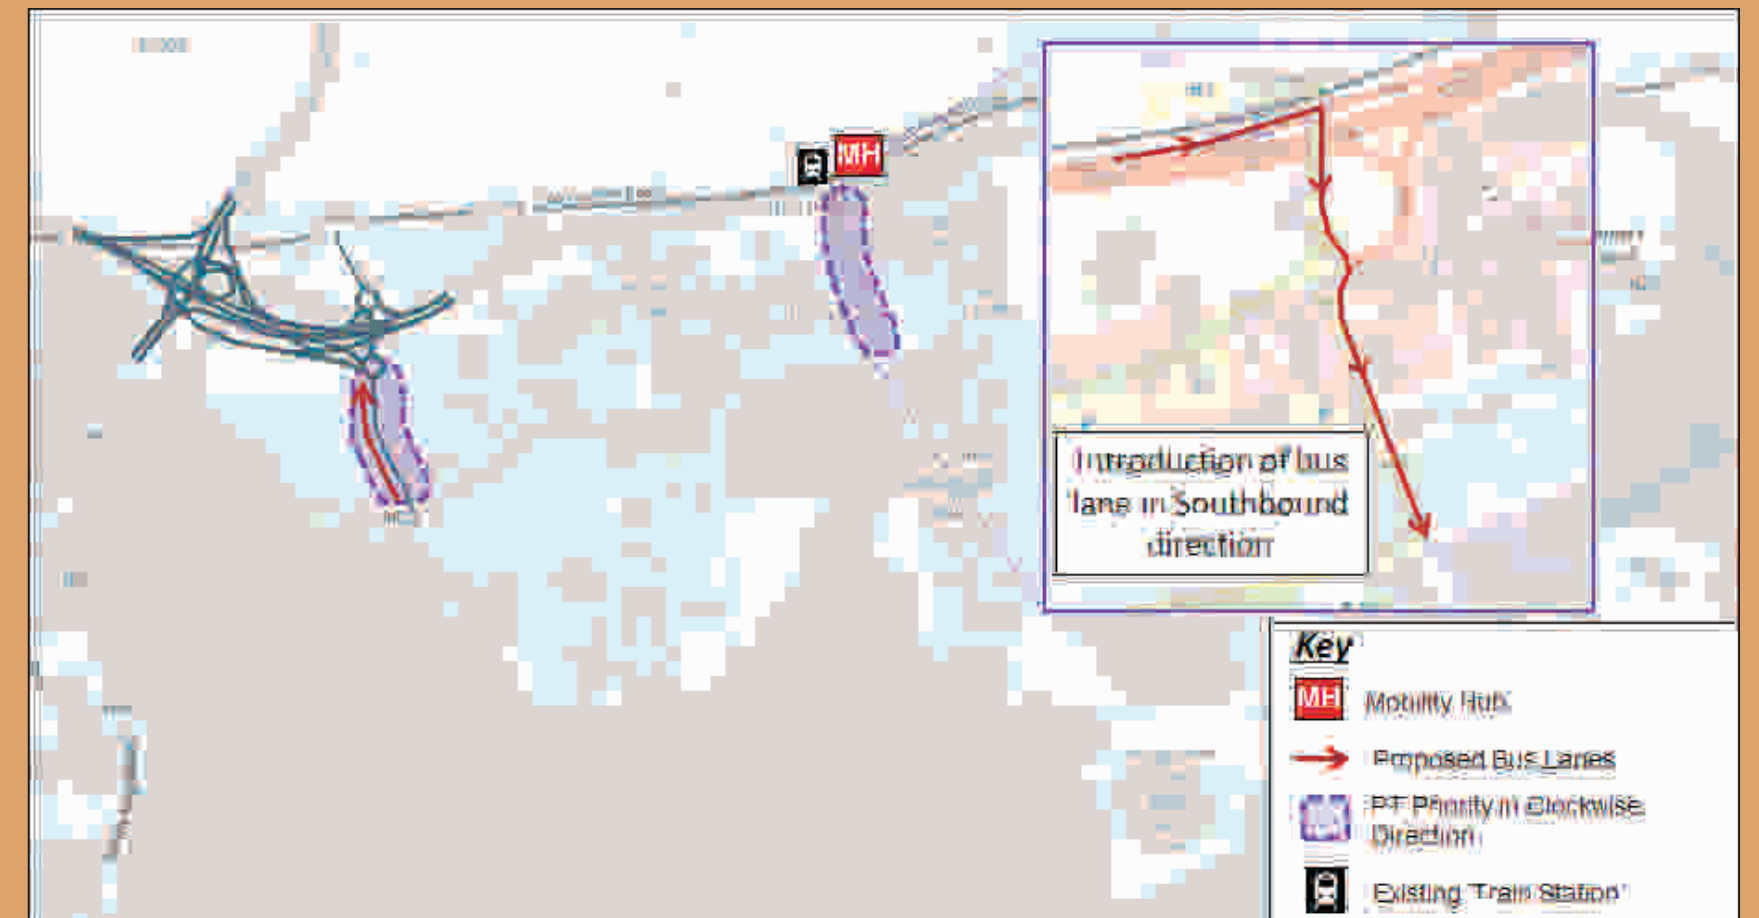 MH
Introduction of bus
lane in Southbound
direction
Key
MH
Mobility Hub
Proposed Bus Lanes
PT Priority in Clockwise
Direction
Existing Train Station